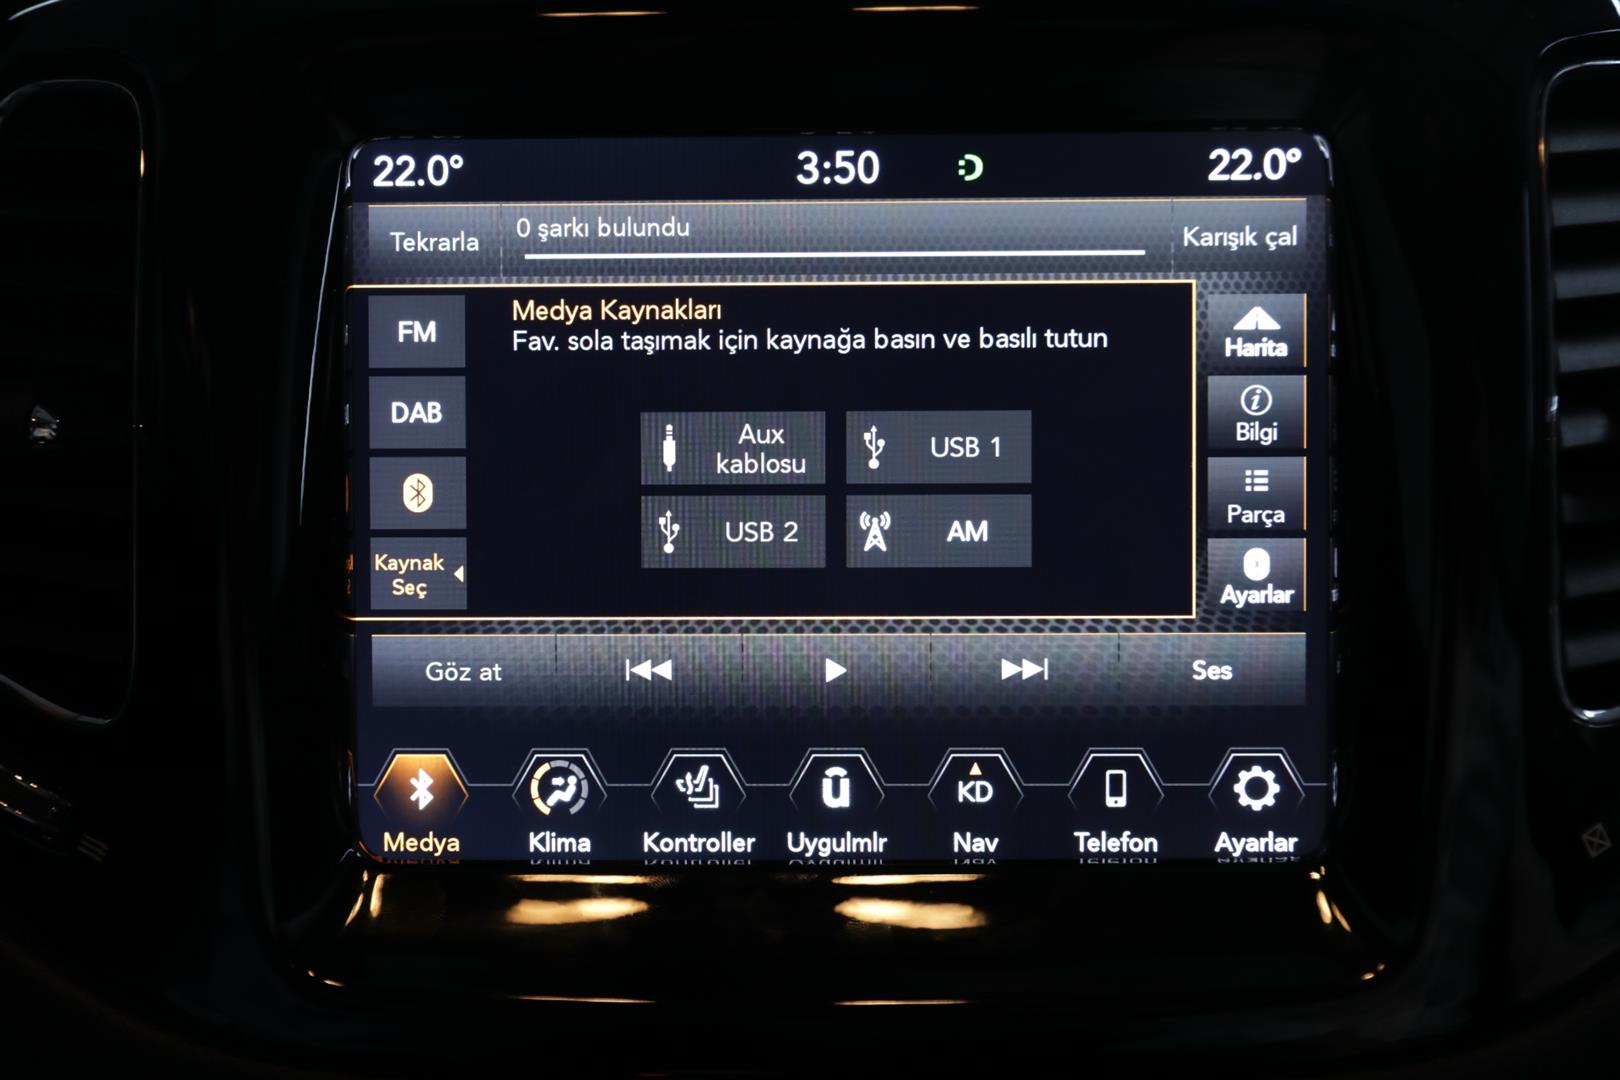 22.0° 3:50 22.0°
Tekrarla 0 şarkı bulundu Karışık çal
Medya Kaynakları
Fav. sola taşımak için kaynağa basın ve basılı tutun
FM
DAB
Kaynak
Seç
Aux
kablosu
USB 1
USB 2
AM
Harita
Bilgi
Parça
Ayarlar
Göz at Ses
KD
Medya Klima Kontroller Uygulmlr Nav Telefon Ayarlar